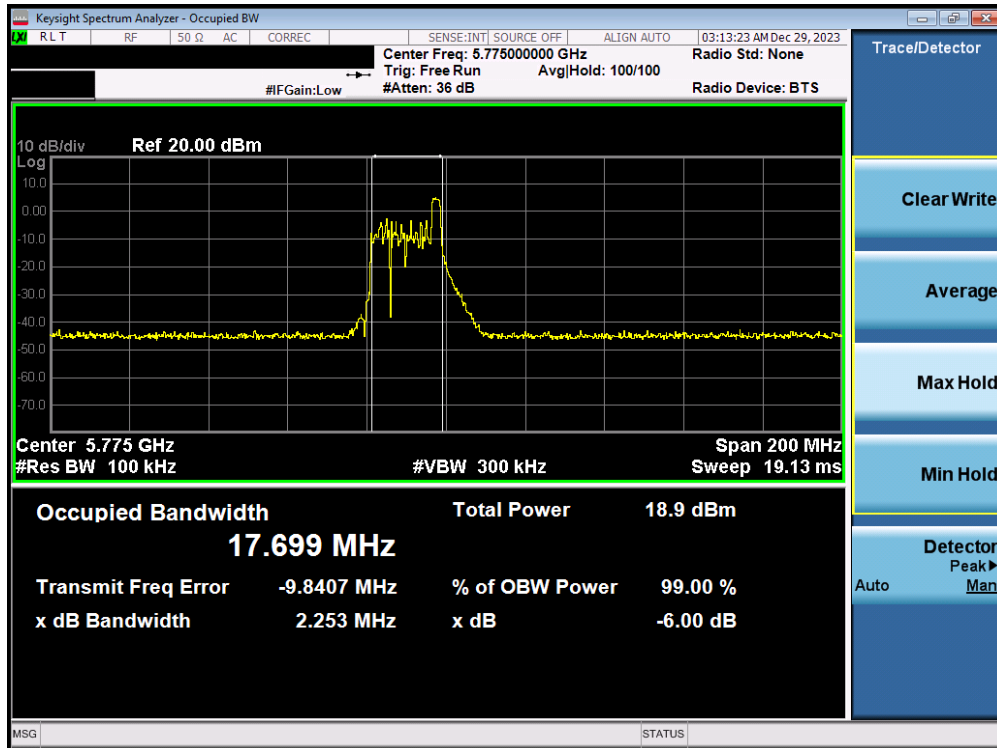 Keysight Spectrum Analyzer - Occupied BW
LXI RLT RF 50 Ω AC CORREC SENSE:INT SOURCE OFF ALIGN AUTO 03:13:23 AM Dec 29, 2023
Center Freq: 5.775000000 GHz Radio Std: None
Trig: Free Run Avg|Hold: 100/100
#IFGain:Low #Atten: 36 dB Radio Device: BTS
10 dB/div Ref 20.00 dBm
Log
10.0
0.00
-10.0
-20.0
-30.0
-40.0
-50.0
-60.0
-70.0
Center 5.775 GHz Span 200 MHz
#Res BW 100 kHz #VBW 300 kHz Sweep 19.13 ms
Occupied Bandwidth Total Power 18.9 dBm
17.699 MHz
Transmit Freq Error -9.8407 MHz % of OBW Power 99.00 %
x dB Bandwidth 2.253 MHz x dB -6.00 dB
MSG STATUS
Trace/Detector
Clear Write
Average
Max Hold
Min Hold
Detector
Peak
Auto Man